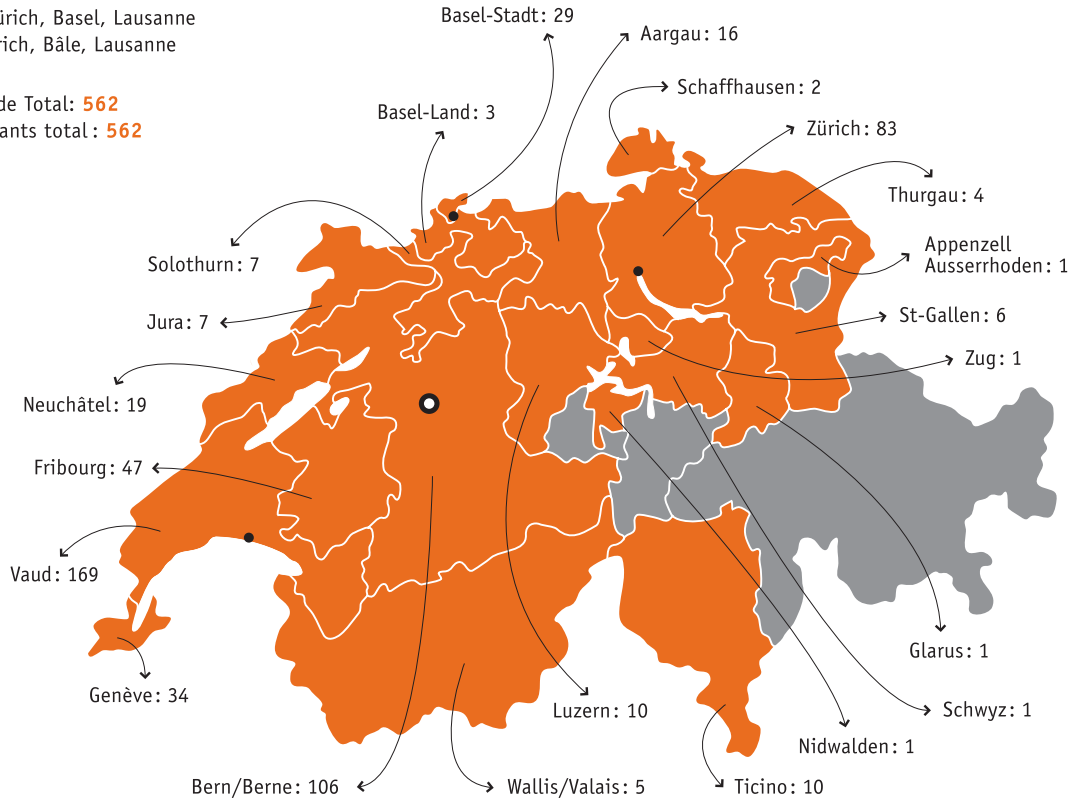 ürich, Basel, Lausanne
rich, Bâle, Lausanne
de Total: 562
ants total : 562
Basel-Stadt: 29
Aargau: 16
Schaffhausen: 2
Basel-Land: 3
Zürich: 83
Thurgau: 4
Solothurn: 7
Appenzell
Ausserrhoden: 1
Jura: 7
St-Gallen: 6
Zug: 1
Neuchâtel: 19
Fribourg: 47
Vaud: 169
Glarus: 1
Genève: 34
Luzern: 10
Schwyz: 1
Nidwalden: 1
Bern/Berne: 106
Wallis/Valais: 5
Ticino: 10